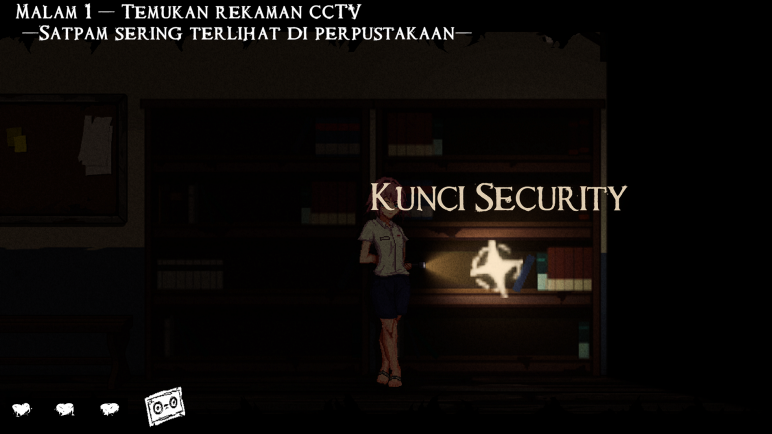 Malam 1 — Temukan rekaman CCTV
—Satpam sering terlihat di perpustakaan—
Kunci Security